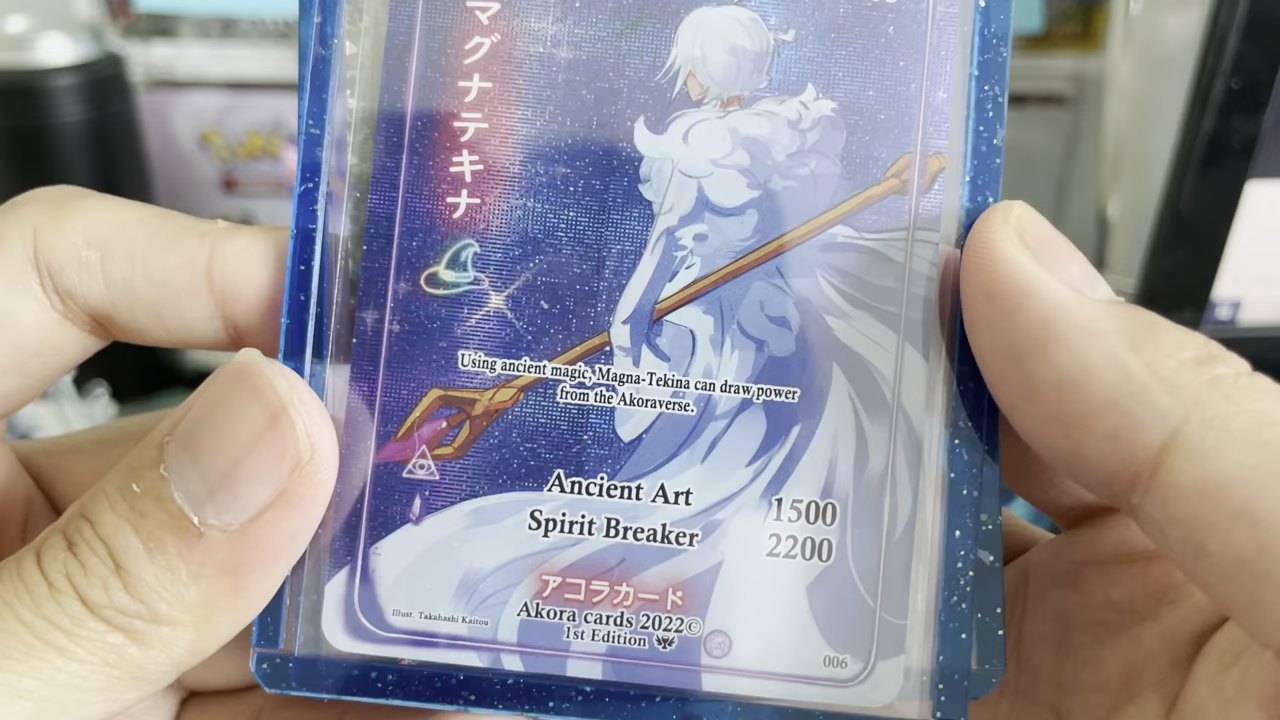 マグナテキナ
Using ancient magic, Magna-Tekina can draw power
from the Akoraverse.
Ancient Art 1500
Spirit Breaker 2200
アコラカード
Akora cards 2022©
1st Edition
Illust. Takahashi Kaitou
006